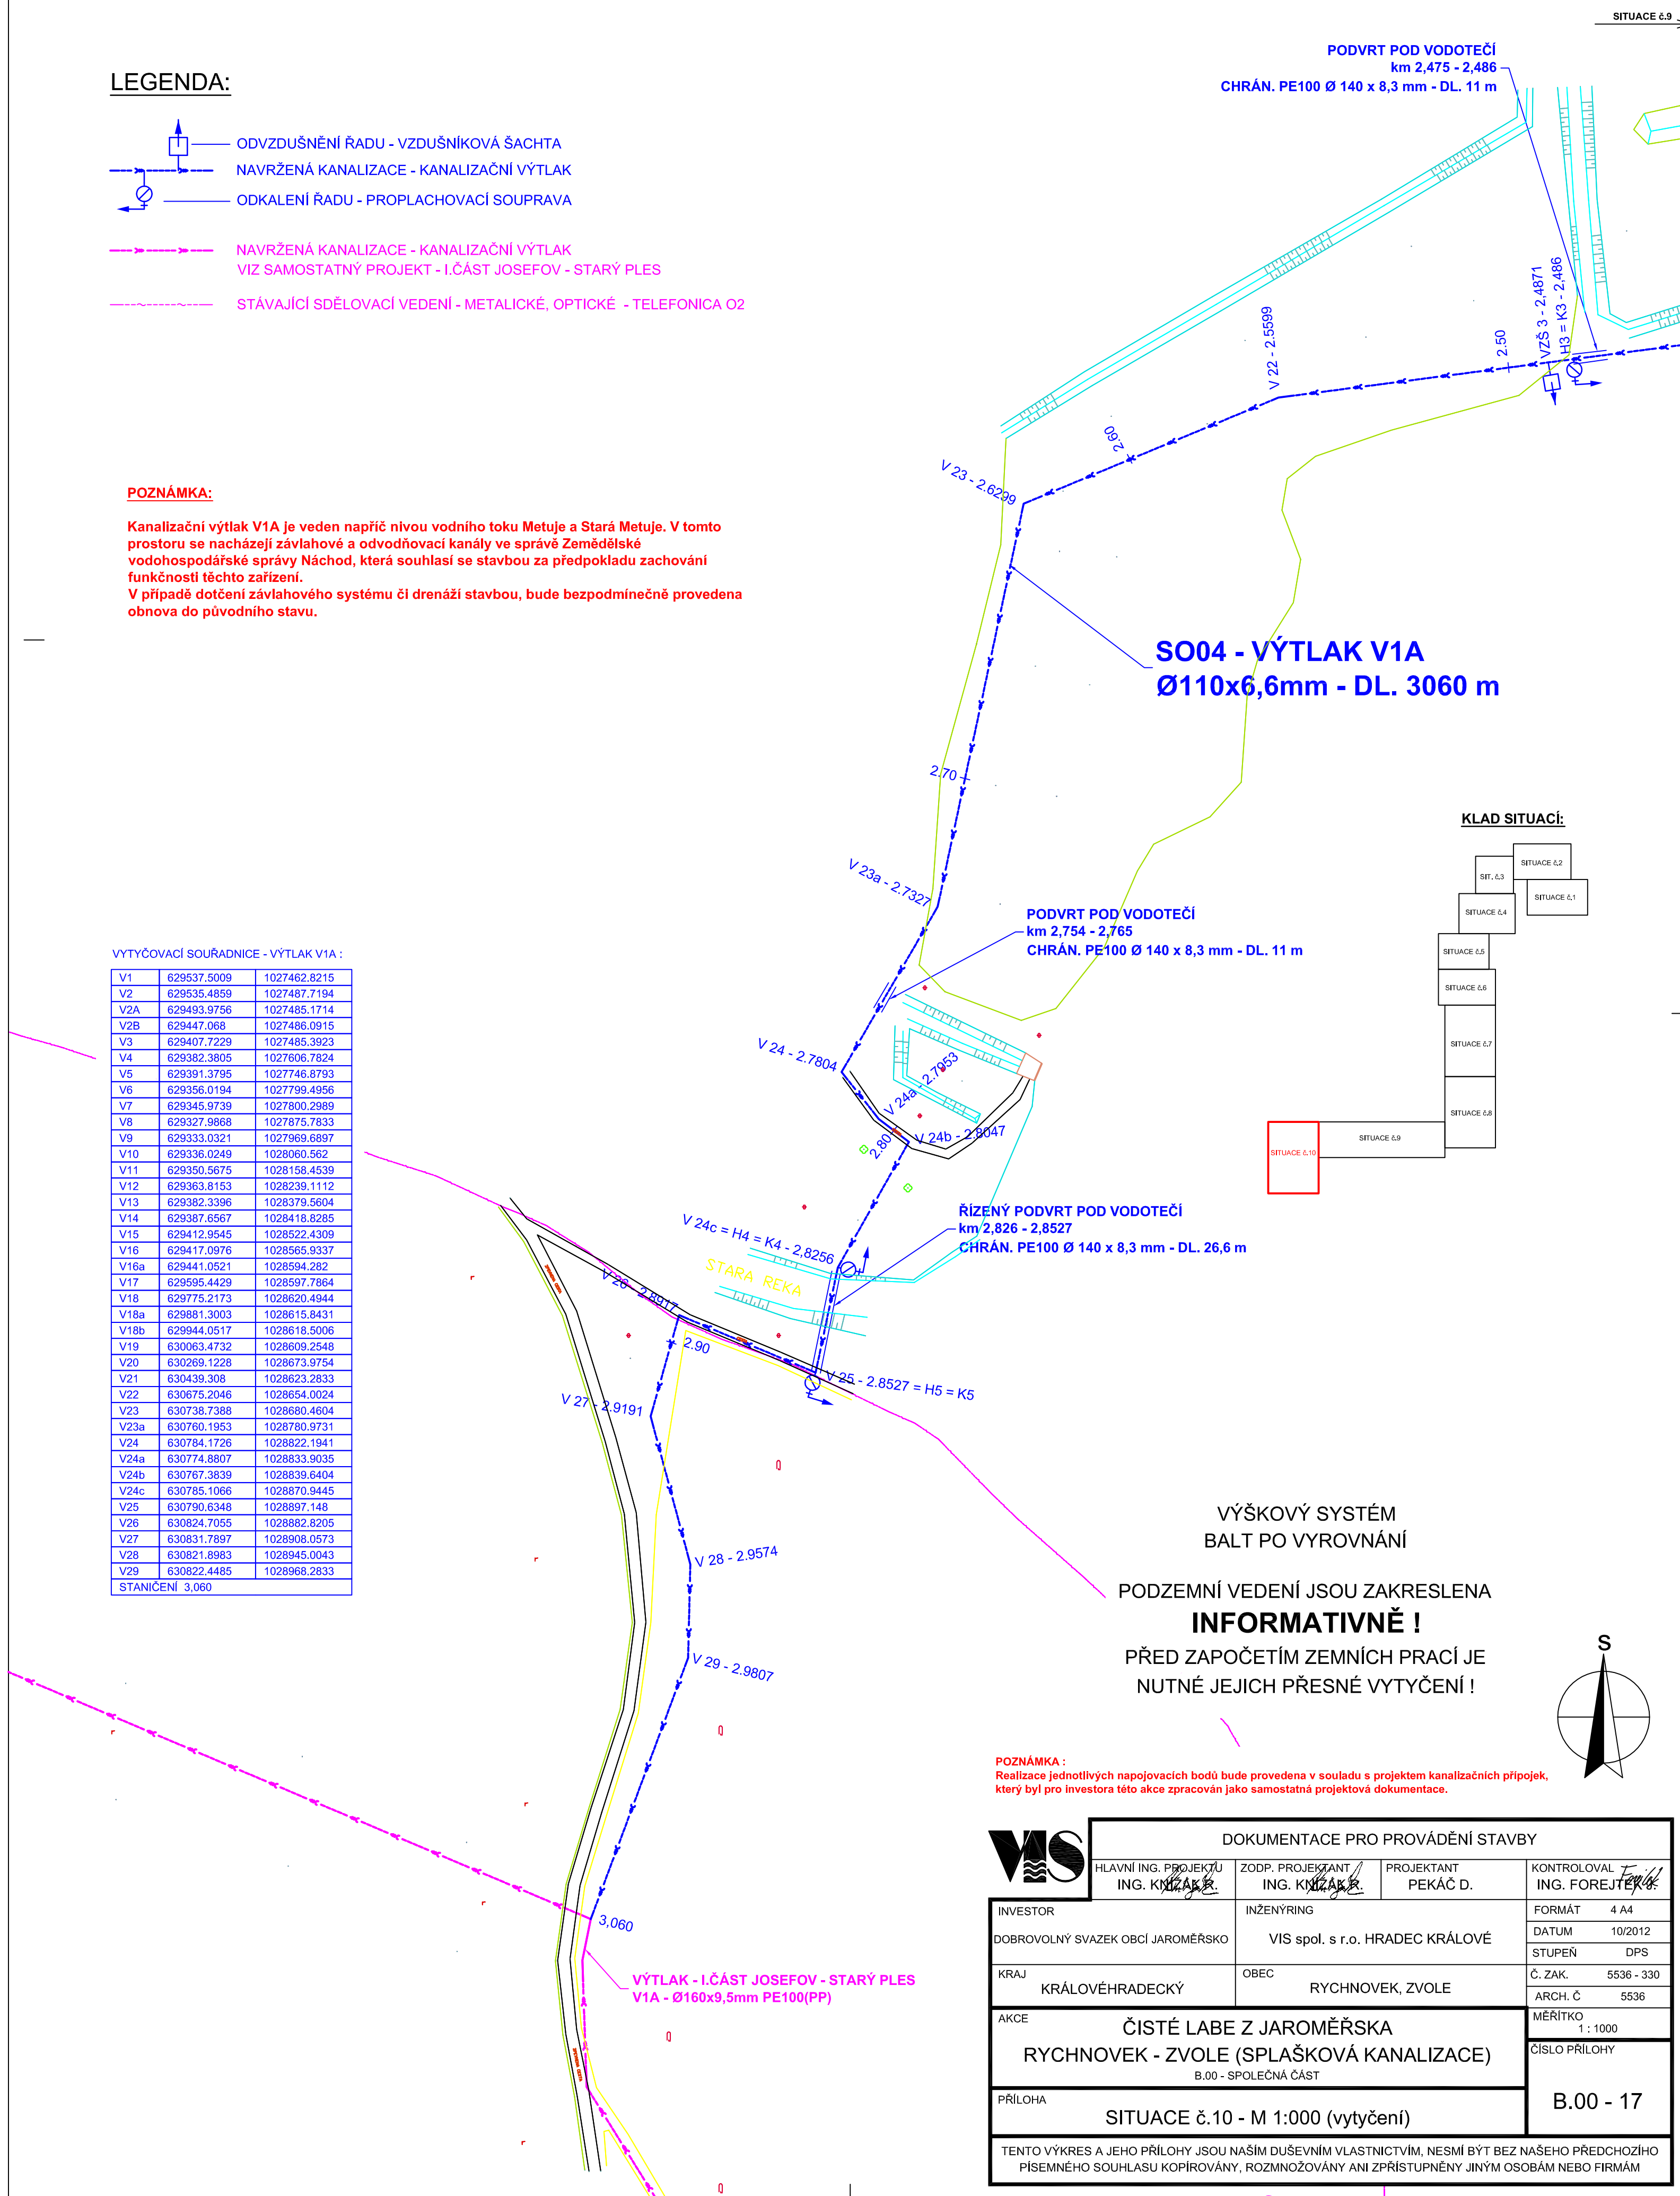 SITUACE č.9
PODVRT POD VODOTEČÍ
km 2,475 - 2,486
CHRÁN. PE100 Ø 140 x 8,3 mm - DL. 11 m
LEGENDA:
ODVZDUŠNĚNÍ ŘADU - VZDUŠNÍKOVÁ ŠACHTA
NAVRŽENÁ KANALIZACE - KANALIZAČNÍ VÝTLAK
ODKALENÍ ŘADU - PROPLACHOVACÍ SOUPRAVA
NAVRŽENÁ KANALIZACE - KANALIZAČNÍ VÝTLAK
VIZ SAMOSTATNÝ PROJEKT - I.ČÁST JOSEFOV - STARÝ PLES
STÁVAJÍCÍ SDĚLOVACÍ VEDENÍ - METALICKÉ, OPTICKÉ - TELEFONICA O2
VZŠ 3 - 2,4871
H3 = K3 - 2,486
2.50
V 22 - 2.5599
2.60
V 23 - 2.6299
POZNÁMKA:
Kanalizační výtlak V1A je veden napříč nivou vodního toku Metuje a Stará Metuje. V tomto
prostoru se nacházejí závlahové a odvodňovací kanály ve správě Zemědělské
vodohospodářské správy Náchod, která souhlasí se stavbou za předpokladu zachování
funkčnosti těchto zařízení.
V případě dotčení závlahového systému či drenáží stavbou, bude bezpodmínečně provedena
obnova do původního stavu.
SO04 - VÝTLAK V1A
Ø110x6,6mm - DL. 3060 m
2.70
KLAD SITUACÍ:
SITUACE č.2
SIT. č.3
SITUACE č.1
SITUACE č.4
SITUACE č.5
SITUACE č.6
SITUACE č.7
SITUACE č.8
SITUACE č.9
SITUACE č.10
V 23a - 2.7327
PODVRT POD VODOTEČÍ
km 2,754 - 2,765
CHRÁN. PE100 Ø 140 x 8,3 mm - DL. 11 m
VYTYČOVACÍ SOUŘADNICE - VÝTLAK V1A :
V1 629537.5009 1027462.8215
V2 629535.4859 1027487.7194
V2A 629493.9756 1027485.1714
V2B 629447.068 1027486.0915
V3 629407.7229 1027485.3923
V4 629382.3805 1027606.7824
V5 629391.3795 1027746.8793
V6 629356.0194 1027799.4956
V7 629345.9739 1027800.2989
V8 629327.9868 1027875.7833
V9 629333.0321 1027969.6897
V10 629336.0249 1028060.562
V11 629350.5675 1028158.4539
V12 629363.8153 1028239.1112
V13 629382.3396 1028379.5604
V14 629387.6567 1028418.8285
V15 629412.9545 1028522.4309
V16 629417.0976 1028565.9337
V16a 629441.0521 1028594.282
V17 629595.4429 1028597.7864
V18 629775.2173 1028620.4944
V18a 629881.3003 1028615.8431
V18b 629944.0517 1028618.5006
V19 630063.4732 1028609.2548
V20 630269.1228 1028673.9754
V21 630439.308 1028623.2833
V22 630675.2046 1028654.0024
V23 630738.7388 1028680.4604
V23a 630760.1953 1028780.9731
V24 630784.1726 1028822.1941
V24a 630774.8807 1028833.9035
V24b 630767.3839 1028839.6404
V24c 630785.1066 1028870.9445
V25 630790.6348 1028897.148
V26 630824.7055 1028882.8205
V27 630831.7897 1028908.0573
V28 630821.8983 1028945.0043
V29 630822.4485 1028968.2833
STANIČENÍ 3,060
V 24 - 2.7804
V 24a - 2.7953
2.80
V 24b - 2.8047
ŘÍZENÝ PODVRT POD VODOTEČÍ
km 2,826 - 2,8527
CHRÁN. PE100 Ø 140 x 8,3 mm - DL. 26,6 m
V 24c = H4 = K4 - 2,8256
STARA REKA
V 26 - 2.8917
2.90
V 25 - 2.8527 = H5 = K5
V 27 - 2.9191
V 28 - 2.9574
V 29 - 2.9807
3,060
VÝTLAK - I.ČÁST JOSEFOV - STARÝ PLES
V1A - Ø160x9,5mm PE100(PP)
VÝŠKOVÝ SYSTÉM
BALT PO VYROVNÁNÍ
PODZEMNÍ VEDENÍ JSOU ZAKRESLENA
INFORMATIVNĚ !
PŘED ZAPOČETÍM ZEMNÍCH PRACÍ JE
NUTNÉ JEJICH PŘESNÉ VYTYČENÍ !
S
POZNÁMKA :
Realizace jednotlivých napojovacích bodů bude provedena v souladu s projektem kanalizačních přípojek,
který byl pro investora této akce zpracován jako samostatná projektová dokumentace.
VIS
DOKUMENTACE PRO PROVÁDĚNÍ STAVBY
HLAVNÍ ING. PROJEKTU ZODP. PROJEKTANT PROJEKTANT KONTROLOVAL
ING. KNÍŽÁK R. ING. KNÍŽÁK R. PEKÁČ D. ING. FOREJTEK J.
INVESTOR
DOBROVOLNÝ SVAZEK OBCÍ JAROMĚŘSKO
INŽENÝRING
VIS spol. s r.o. HRADEC KRÁLOVÉ
FORMÁT 4 A4
DATUM 10/2012
STUPEŇ DPS
KRAJ
KRÁLOVÉHRADECKÝ
OBEC
RYCHNOVEK, ZVOLE
Č. ZAK. 5536 - 330
ARCH. Č 5536
AKCE
ČISTÉ LABE Z JAROMĚŘSKA
RYCHNOVEK - ZVOLE (SPLAŠKOVÁ KANALIZACE)
B.00 - SPOLEČNÁ ČÁST
MĚŘÍTKO
1 : 1000
ČÍSLO PŘÍLOHY
B.00 - 17
PŘÍLOHA
SITUACE č.10 - M 1:000 (vytyčení)
TENTO VÝKRES A JEHO PŘÍLOHY JSOU NAŠÍM DUŠEVNÍM VLASTNICTVÍM, NESMÍ BÝT BEZ NAŠEHO PŘEDCHOZÍHO
PÍSEMNÉHO SOUHLASU KOPÍROVÁNY, ROZMNOŽOVÁNY ANI ZPŘÍSTUPNĚNY JINÝM OSOBÁM NEBO FIRMÁM